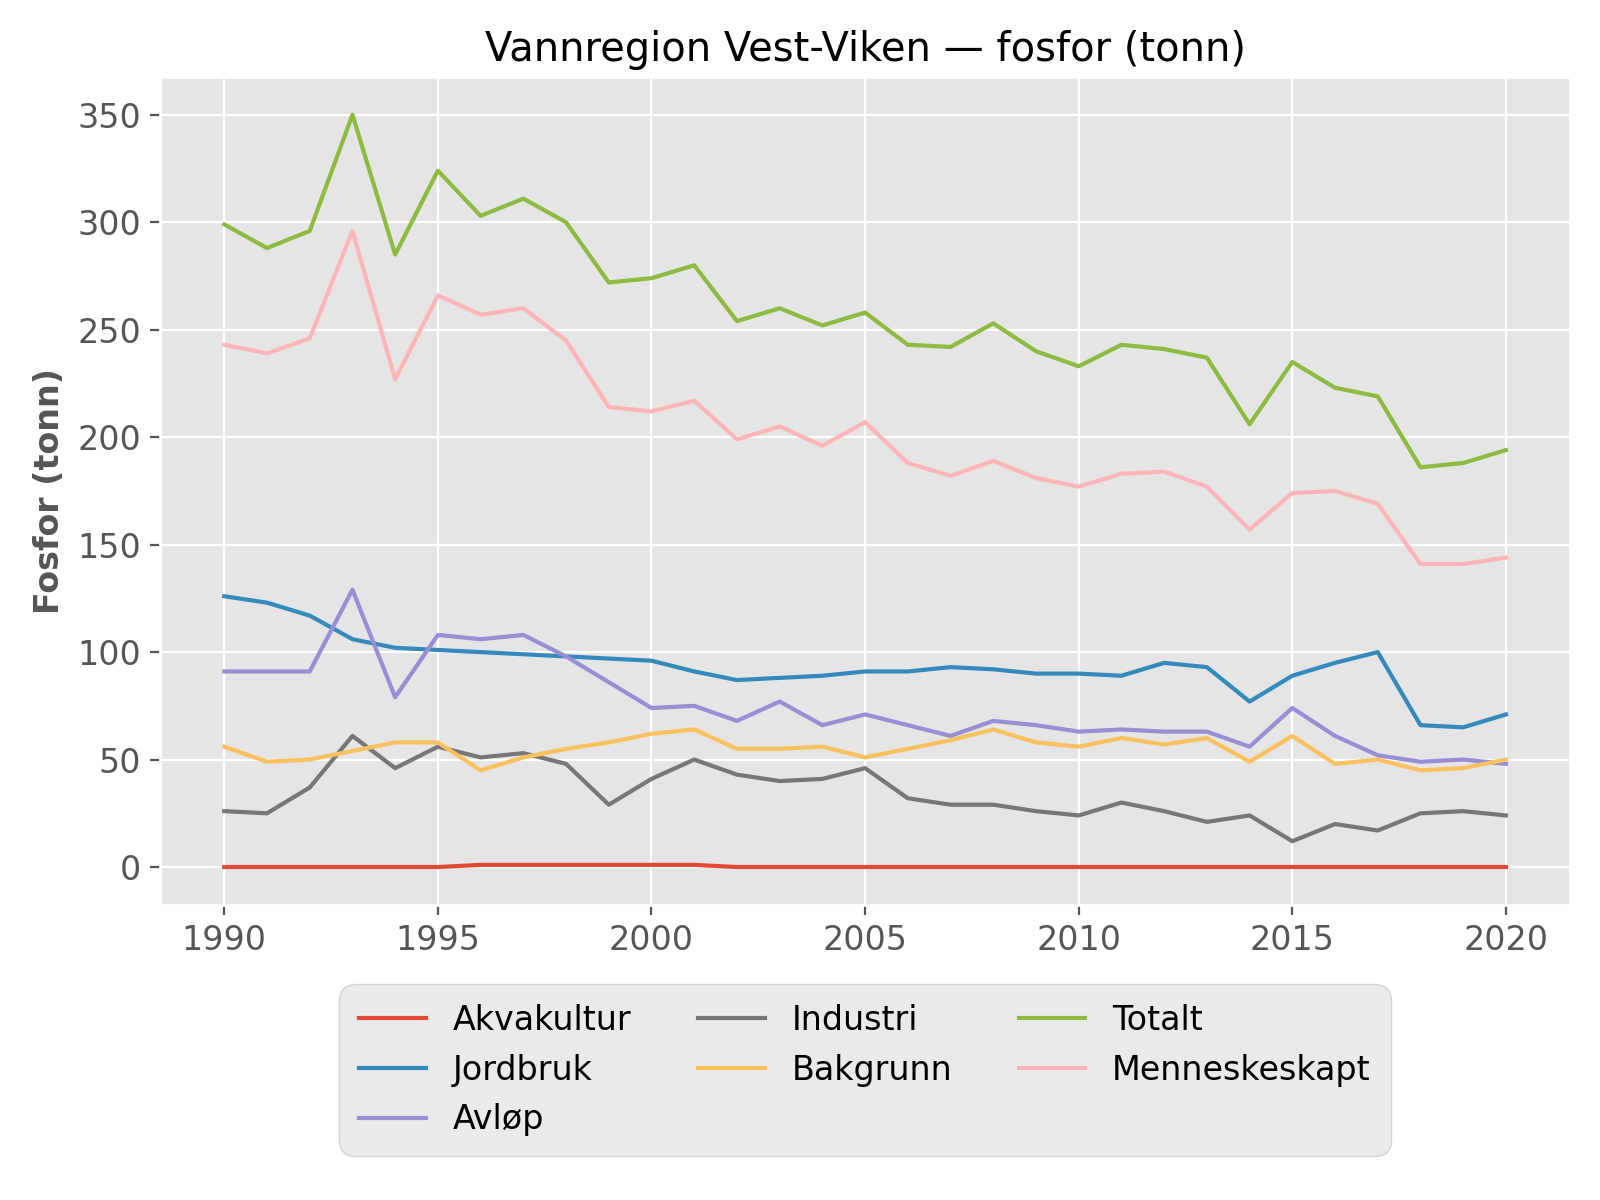 Vannregion Vest-Viken — fosfor (tonn)
Fosfor (tonn)
350
300
250
200
150
100
50
0
1990 1995 2000 2005 2010 2015 2020
Akvakultur Industri Totalt
Jordbruk Bakgrunn Menneskeskapt
Avløp